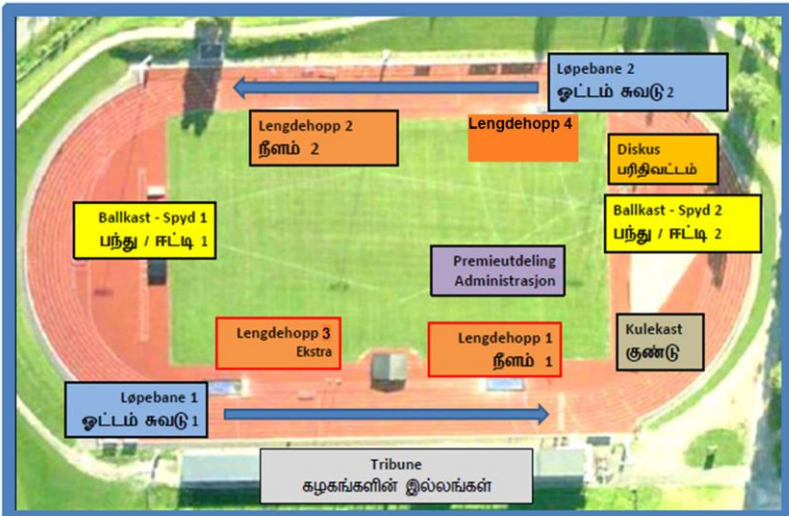 Løpebane 2
ஓட்டம் சுவடு 2
Lengdehopp 2
நீளம் 2
Lengdehopp 4
Diskus
பரிதிவட்டம்
Ballkast - Spyd 1
பந்து / ஈட்டி 1
Ballkast - Spyd 2
பந்து / ஈட்டி 2
Premieutdeling
Administrasjon
Lengdehopp 3
Ekstra
Lengdehopp 1
நீளம் 1
Kulekast
குண்டு
Løpebane 1
ஓட்டம் சுவடு 1
Tribune
கழகங்களின் இல்லங்கள்